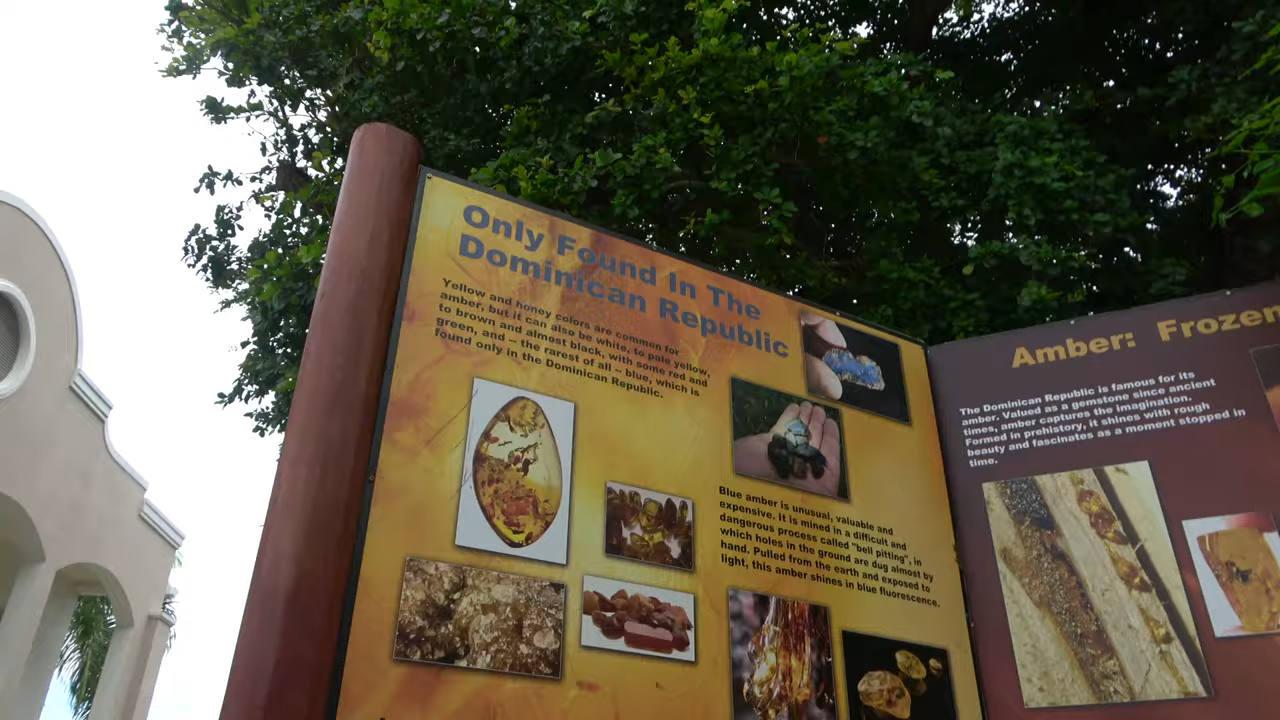 Only Found In The
Dominican Republic
Yellow and honey colors are common for
amber, but it can also be white, to pale yellow,
to brown and almost black, with some red and
green, and -- the rarest of all -- blue, which is
found only in the Dominican Republic.
Blue amber is unusual, valuable and
expensive. It is mined in a difficult and
dangerous process called "bell pitting", in
which holes in the ground are dug almost by
hand. Pulled from the earth and exposed to
light, this amber shines in blue fluorescence.
Amber: Frozen
The Dominican Republic is famous for its
amber. Valued as a gemstone since ancient
times, amber captures the imagination.
Formed in prehistory, it shines with rough
beauty and fascinates as a moment stopped in
time.